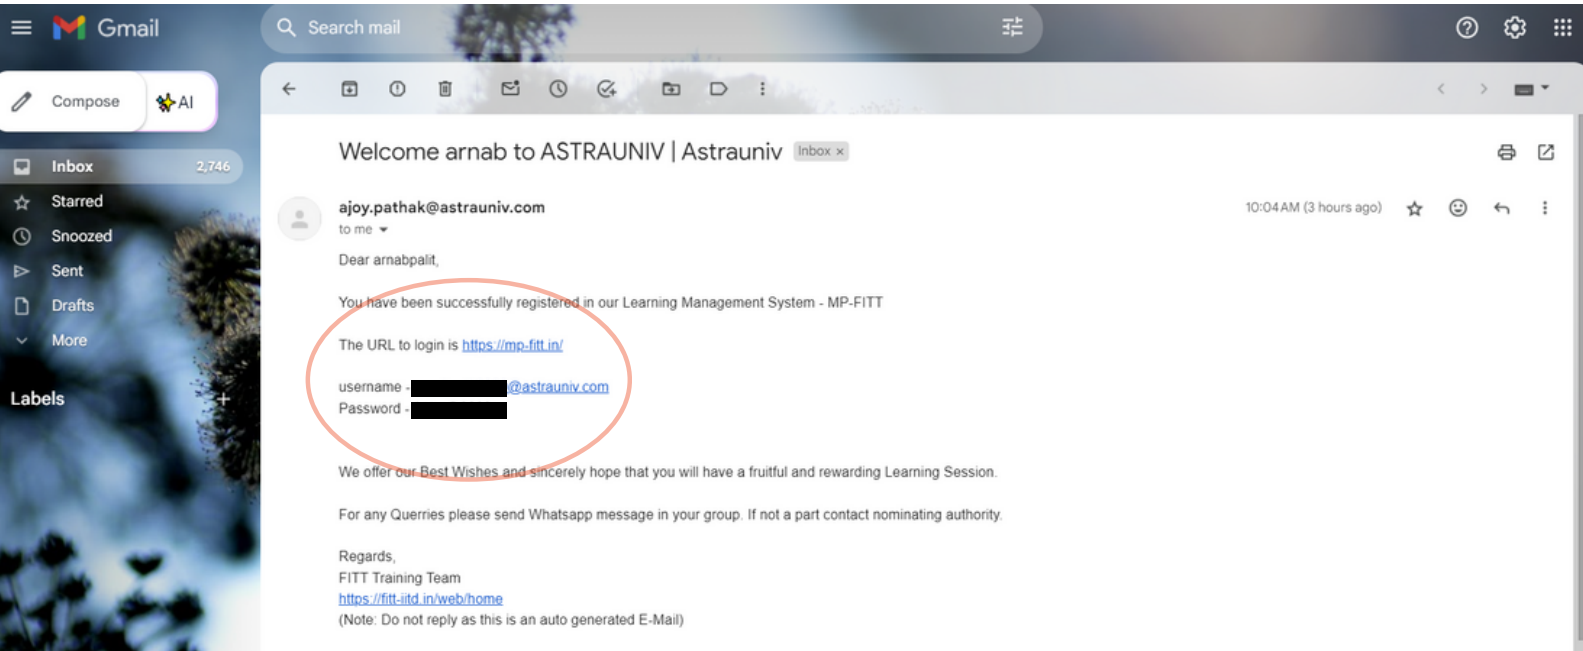 Gmail
Search mail
Compose
AI
Inbox 2,746
Starred
Snoozed
Sent
Drafts
More
Labels
Welcome arnab to ASTRAUNIV | Astrauniv Inbox ×
ajoy.pathak@astrauniv.com 10:04 AM (3 hours ago)
to me
Dear arnabpalit,
You have been successfully registered in our Learning Management System - MP-FITT
The URL to login is https://mp-fitt.in/
username - @astrauniv.com
Password -
We offer our Best Wishes and sincerely hope that you will have a fruitful and rewarding Learning Session.
For any Querries please send Whatsapp message in your group. If not a part contact nominating authority.
Regards,
FITT Training Team
https://fitt-iitd.in/web/home
(Note: Do not reply as this is an auto generated E-Mail)